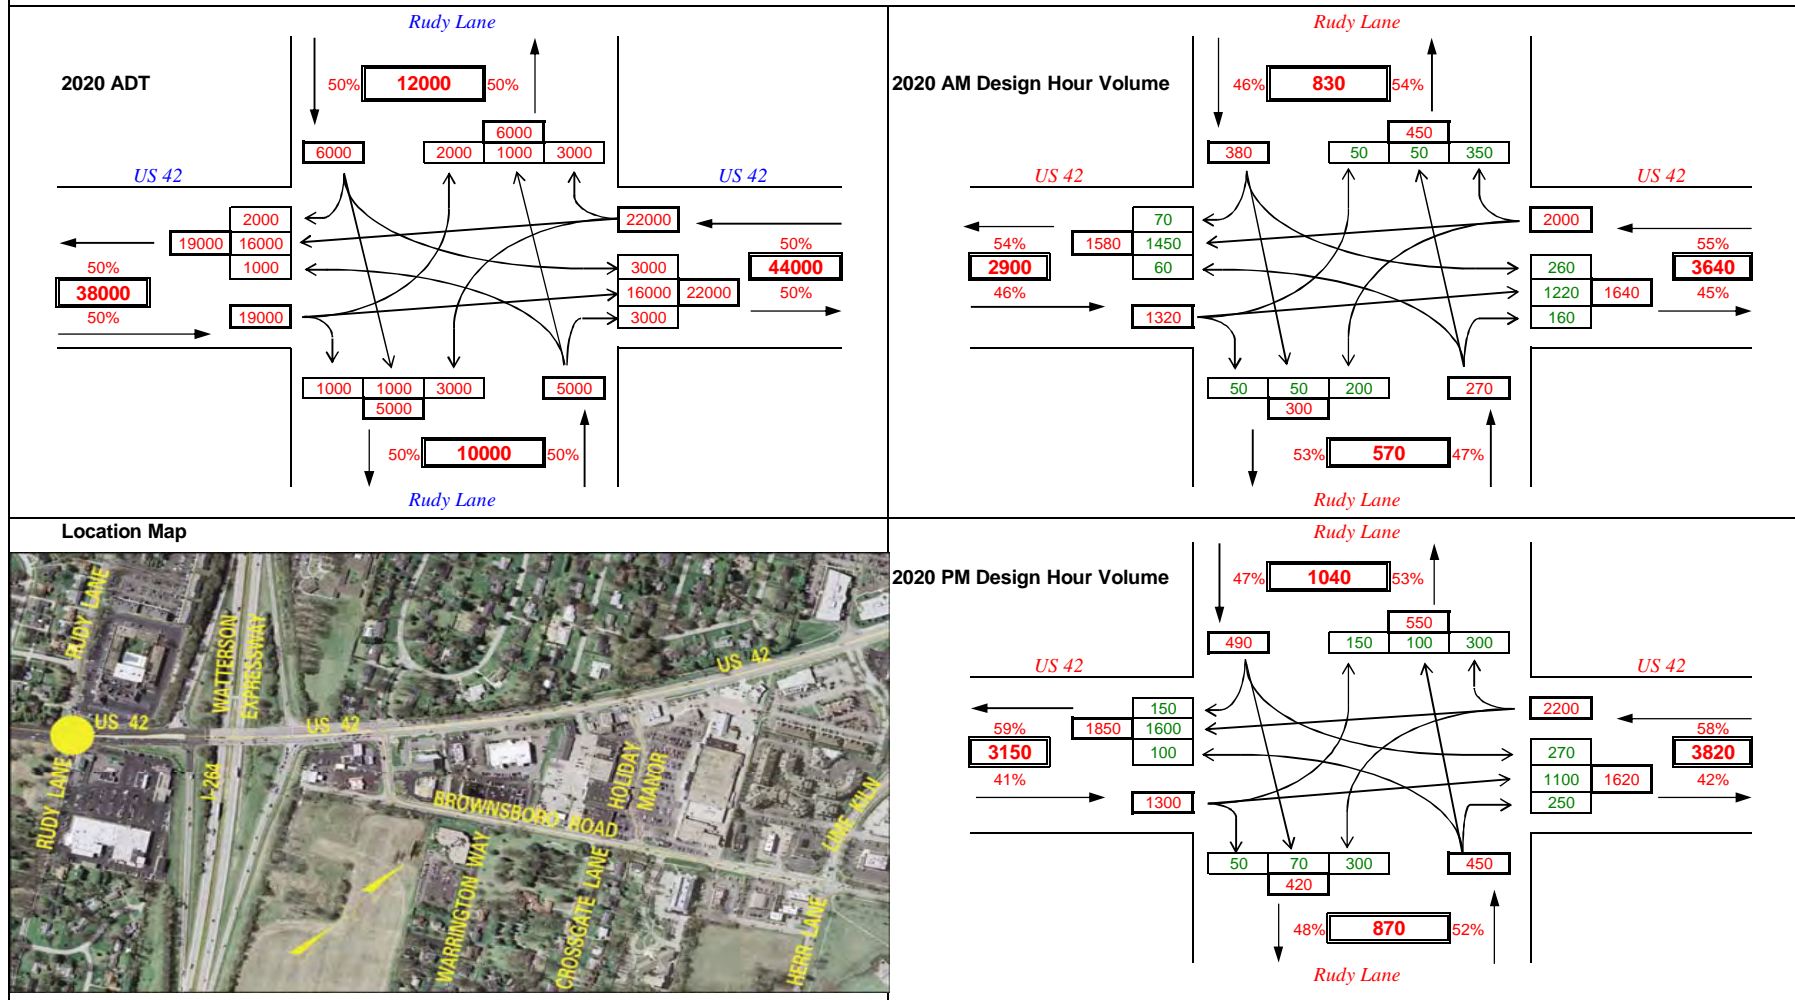 Rudy Lane
2020 ADT
50% 12000 50%
6000
6000 2000 1000 3000
US 42 US 42
2000 22000
19000 16000 50%
50% 1000 3000 44000
38000 16000 22000 50%
50% 19000 3000
1000 1000 3000 5000
5000
50% 10000 50%
Rudy Lane
Rudy Lane
2020 AM Design Hour Volume
46% 830 54%
450
380 50 50 350
US 42 US 42
70 2000
54% 1580 1450 55%
2900 60 260 3640
46% 1220 1640 45%
1320 160
50 50 200 270
300
53% 570 47%
Rudy Lane
Location Map
RUDY LANE
WATTERSON
EXPRESSWAY
US 42
US 42
US 42
RUDY LANE
I-264
BROWNSBORO ROAD
HOLIDAY
MANOR
LIME KILN
WARRINGTON WAY
CROSSGATE LANE
HERR LANE
Rudy Lane
2020 PM Design Hour Volume
47% 1040 53%
550
490 150 100 300
US 42 US 42
150 2200
59% 1850 1600 58%
3150 100 270 3820
41% 1100 1620 42%
1300 250
50 70 300 450
420
48% 870 52%
Rudy Lane